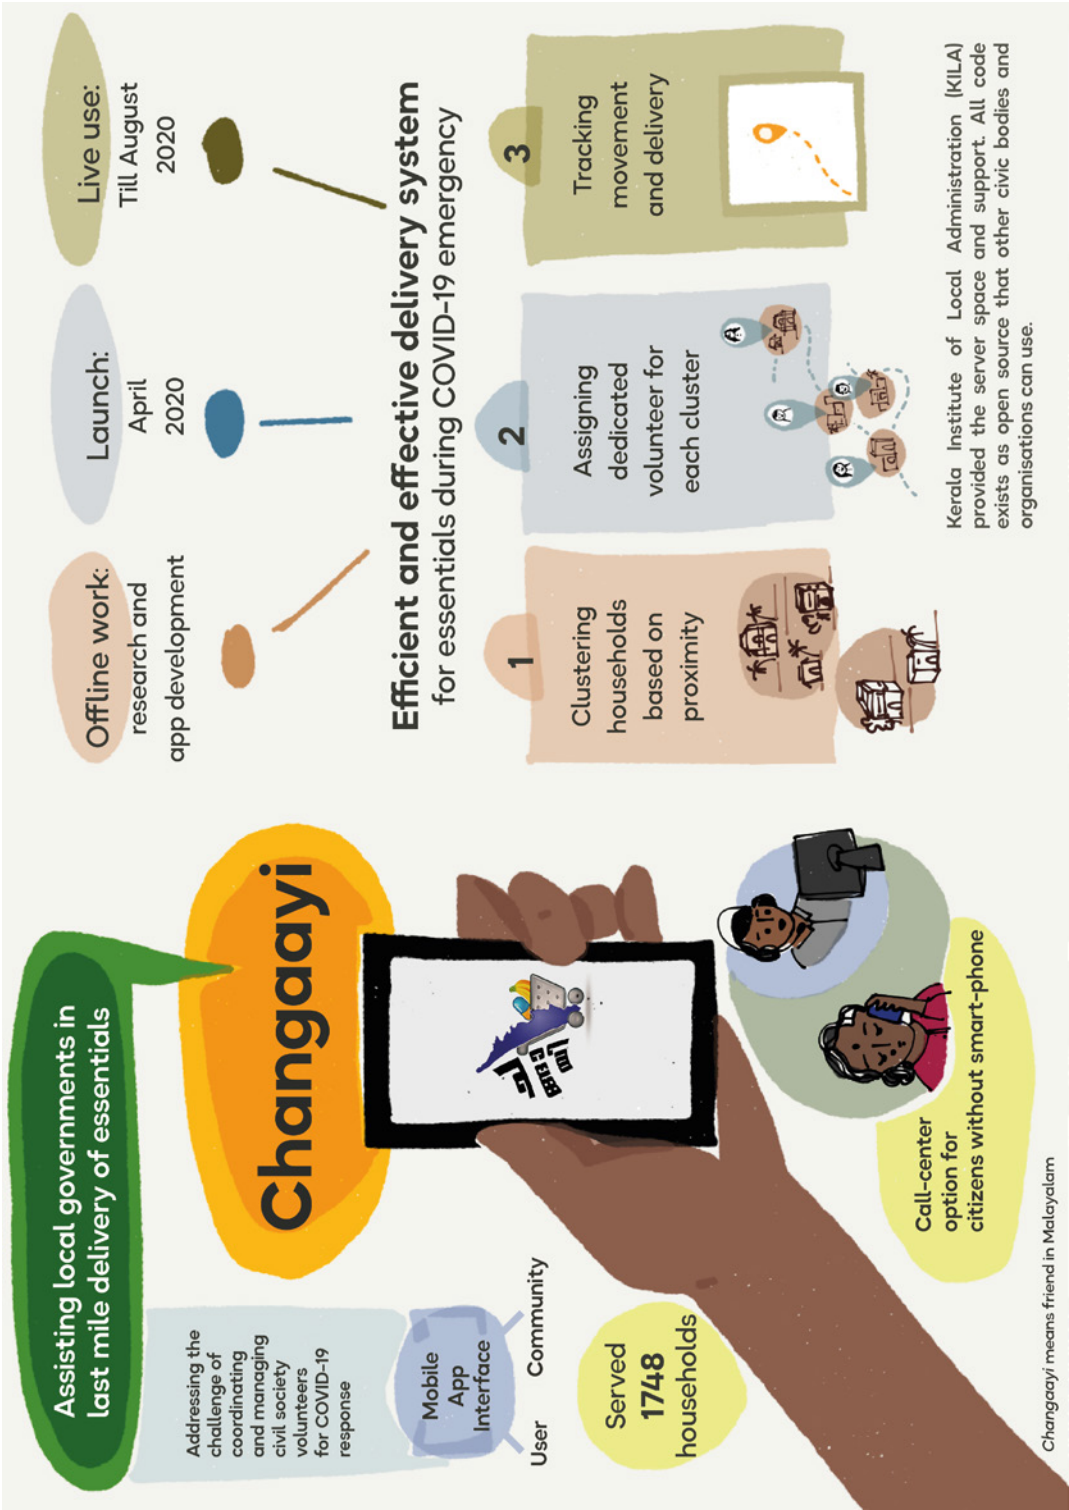 Assisting local governments in
last mile delivery of essentials
Changaayi
Addressing the
challenge of
coordinating
and managing
civil society
volunteers
for COVID-19
response
Mobile
App
Interface
User
Community
Served
1748
households
Call-center
option for
citizens without smart-phone
Changaayi means friend in Malayalam
Offline work:
research and
app development
Launch:
April
2020
Live use:
Till August
2020
Efficient and effective delivery system
for essentials during COVID-19 emergency
1
Clustering
households
based on
proximity
2
Assigning
dedicated
volunteer for
each cluster
3
Tracking
movement
and delivery
Kerala Institute of Local Administration (KILA)
provided the server space and support. All code
exists as open source that other civic bodies and
organisations can use.